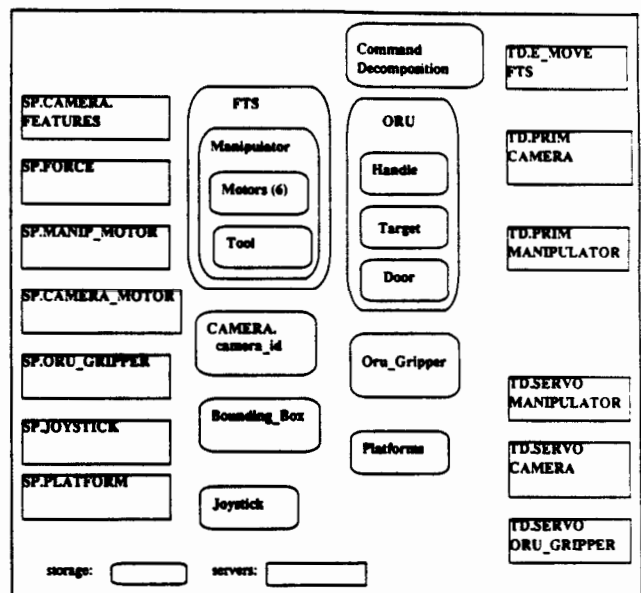 Command
Decomposition
TD.E_MOVE
FTS
SP.CAMERA.
FEATURES
FTS
ORU
Manipulator
TD.PRIM
CAMERA
SP.FORCE
Handle
Motors (6)
SP.MANIP_MOTOR
Tool
Target
TD.PRIM
MANIPULATOR
Door
SP.CAMERA_MOTOR
CAMERA.
camera_id
SP.ORU_GRIPPER
Oru_Gripper
TD.SERVO
MANIPULATOR
SP.JOYSTICK
Bounding_Box
Platforms
TD.SERVO
CAMERA
SP.PLATFORM
Joystick
TD.SERVO
ORU_GRIPPER
storage:
servers: